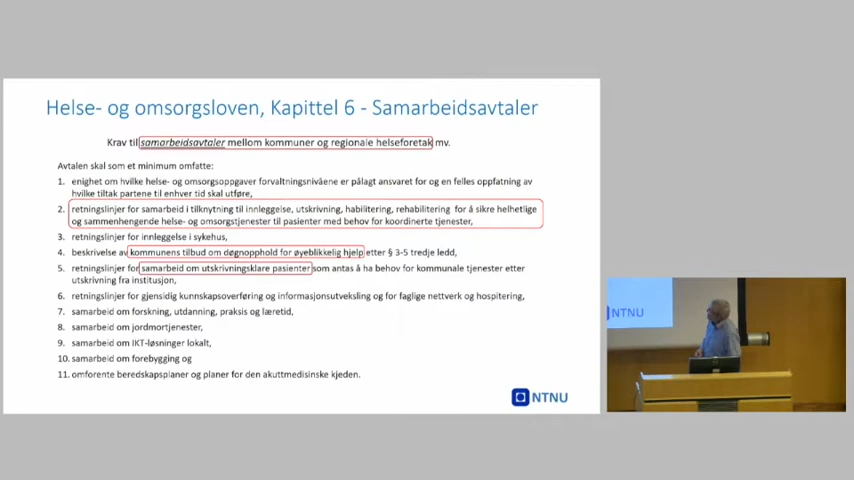 Helse- og omsorgsloven, Kapittel 6 - Samarbeidsavtaler
Krav til samarbeidsavtaler mellom kommuner og regionale helseforetak mv.
Avtalen skal som et minimum omfatte:
1. enighet om hvilke helse- og omsorgsoppgaver forvaltningsnivåene er pålagt ansvaret for og en felles oppfatning av
hvilke tiltak partene til enhver tid skal utføre,
2. retningslinjer for samarbeid i tilknytning til innleggelse, utskrivning, habilitering, rehabilitering for å sikre helhetlige
og sammenhengende helse- og omsorgstjenester til pasienter med behov for koordinerte tjenester,
3. retningslinjer for innleggelse i sykehus,
4. beskrivelse av kommunens tilbud om døgnopphold for øyeblikkelig hjelp etter § 3-5 tredje ledd,
5. retningslinjer for samarbeid om utskrivningsklare pasienter som antas å ha behov for kommunale tjenester etter
utskrivning fra institusjon,
6. retningslinjer for gjensidig kunnskapsoverføring og informasjonsutveksling og for faglige nettverk og hospitering,
7. samarbeid om forskning, utdanning, praksis og læretid,
8. samarbeid om jordmortjenester,
9. samarbeid om IKT-løsninger lokalt,
10. samarbeid om forebygging og
11. omforente beredskapsplaner og planer for den akuttmedisinske kjeden.
NTNU
NTNU